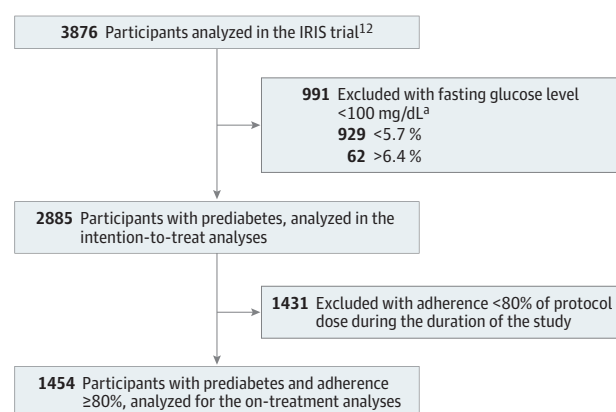 3876 Participants analyzed in the IRIS trial12
991 Excluded with fasting glucose level
<100 mg/dLa
929 <5.7 %
62 >6.4 %
2885 Participants with prediabetes, analyzed in the
intention-to-treat analyses
1431 Excluded with adherence <80% of protocol
dose during the duration of the study
1454 Participants with prediabetes and adherence
≥80%, analyzed for the on-treatment analyses